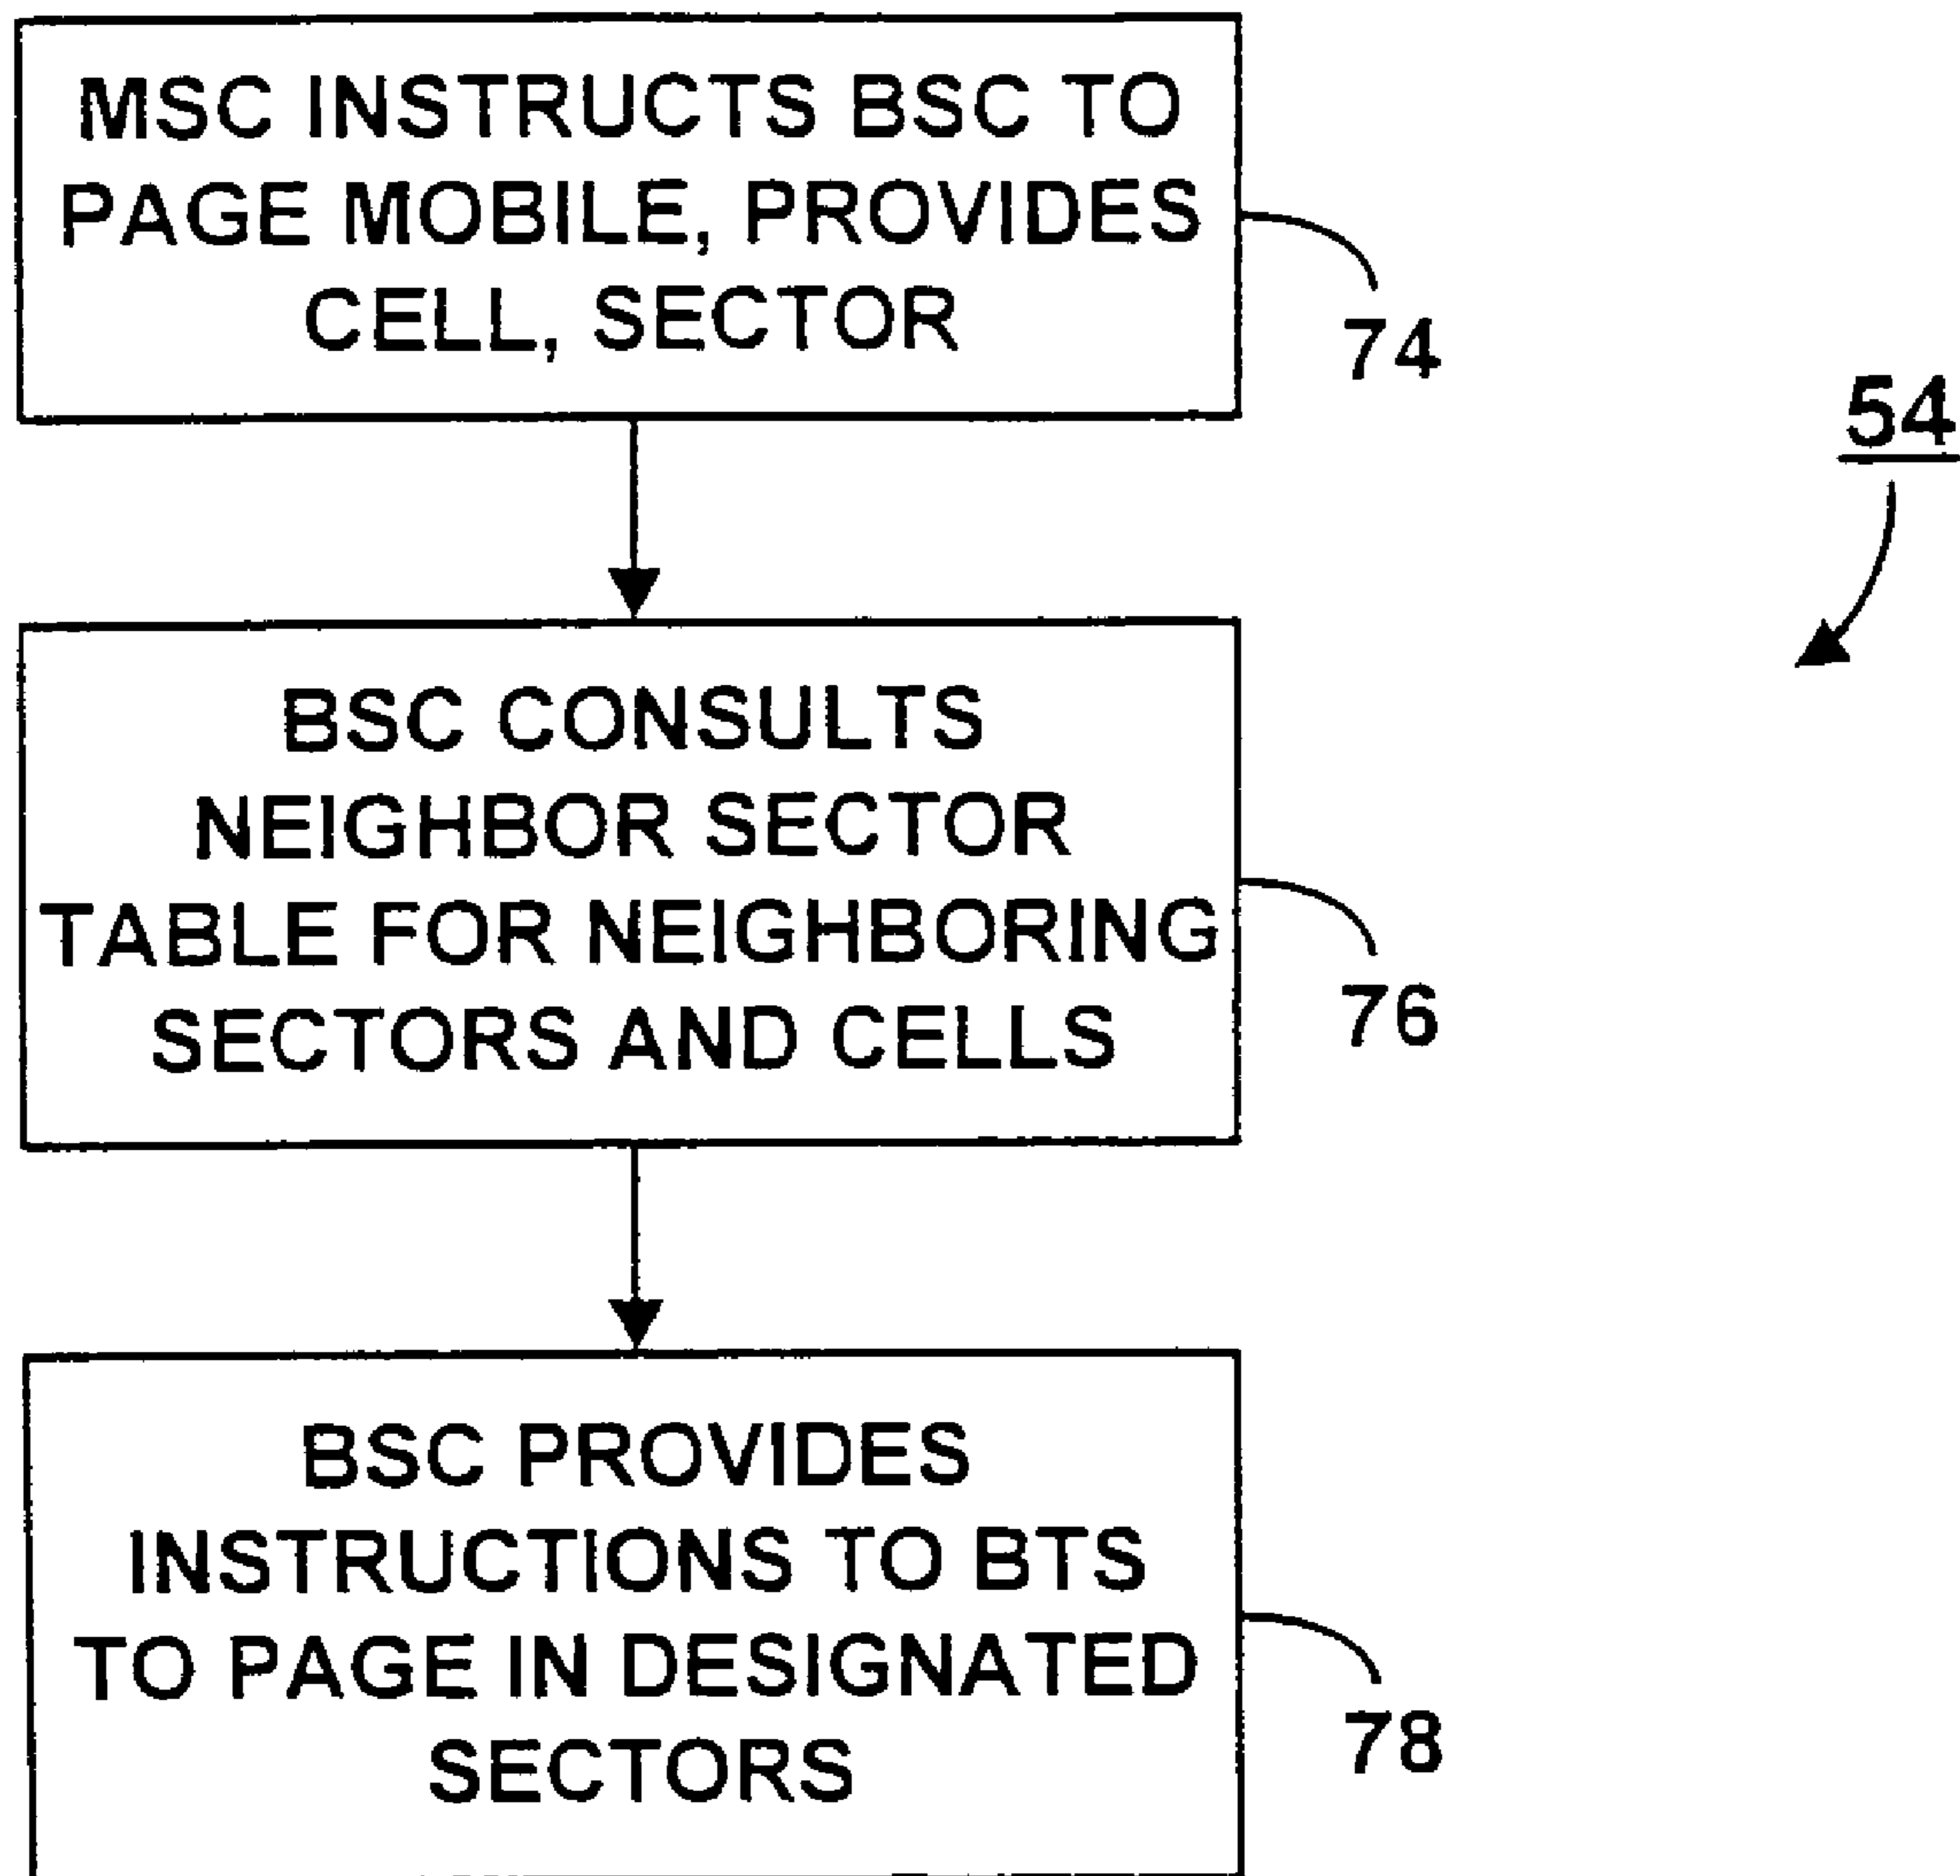 MSC INSTRUCTS BSC TO
PAGE MOBILE, PROVIDES
CELL, SECTOR
74
54
BSC CONSULTS
NEIGHBOR SECTOR
TABLE FOR NEIGHBORING
SECTORS AND CELLS
76
BSC PROVIDES
INSTRUCTIONS TO BTS
TO PAGE IN DESIGNATED
SECTORS
78